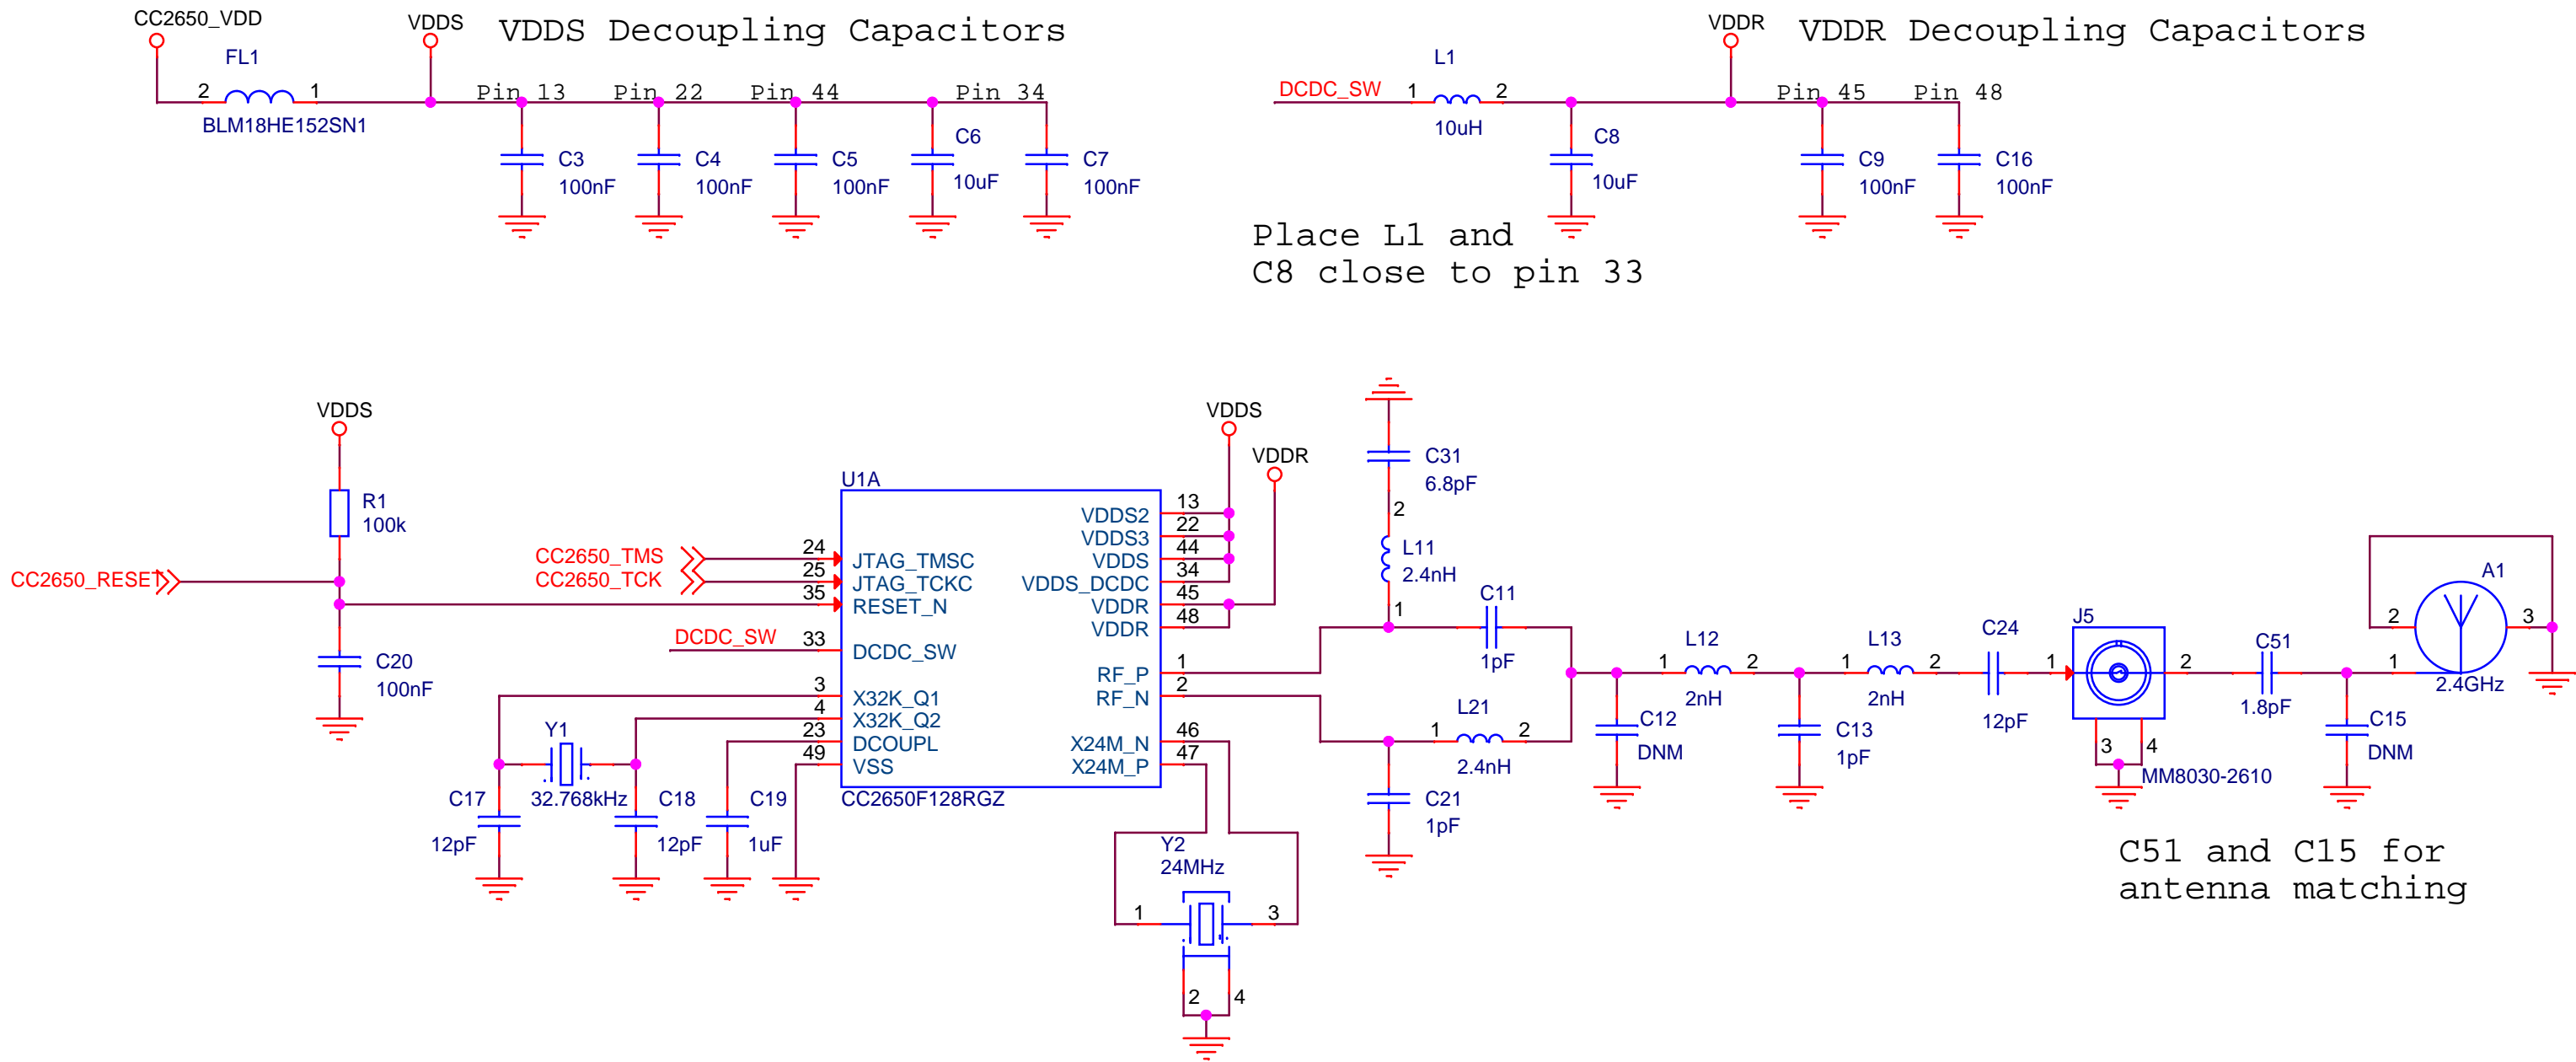 CC2650_VDD
VDDS
VDDS Decoupling Capacitors
FL1
2
1
BLM18HE152SN1
Pin 13
Pin 22
Pin 44
Pin 34
C3
100nF
C4
100nF
C5
100nF
C6
10uF
C7
100nF
VDDR
VDDR Decoupling Capacitors
L1
DCDC_SW
1
2
10uH
Pin 45
Pin 48
C8
10uF
C9
100nF
C16
100nF
Place L1 and
C8 close to pin 33
VDDS
R1
100k
CC2650_RESET
C20
100nF
CC2650_TMS
CC2650_TCK
DCDC_SW
U1A
24
JTAG_TMSC
25
JTAG_TCKC
35
RESET_N
33
DCDC_SW
3
X32K_Q1
4
X32K_Q2
23
DCOUPL
49
VSS
CC2650F128RGZ
VDDS
VDDR
13
VDDS2
22
VDDS3
44
VDDS
34
VDDS_DCDC
45
VDDR
48
VDDR
1
RF_P
2
RF_N
46
X24M_N
47
X24M_P
Y1
32.768kHz
C17
12pF
C18
12pF
C19
1uF
Y2
24MHz
1
3
2
4
C31
6.8pF
2
L11
2.4nH
1
C11
1pF
L21
1
2
2.4nH
C21
1pF
C12
DNM
L12
1
2
2nH
C13
1pF
L13
1
2
2nH
C24
12pF
J5
1
2
3
4
MM8030-2610
C51
1.8pF
C15
DNM
A1
2
3
1
2.4GHz
C51 and C15 for
antenna matching